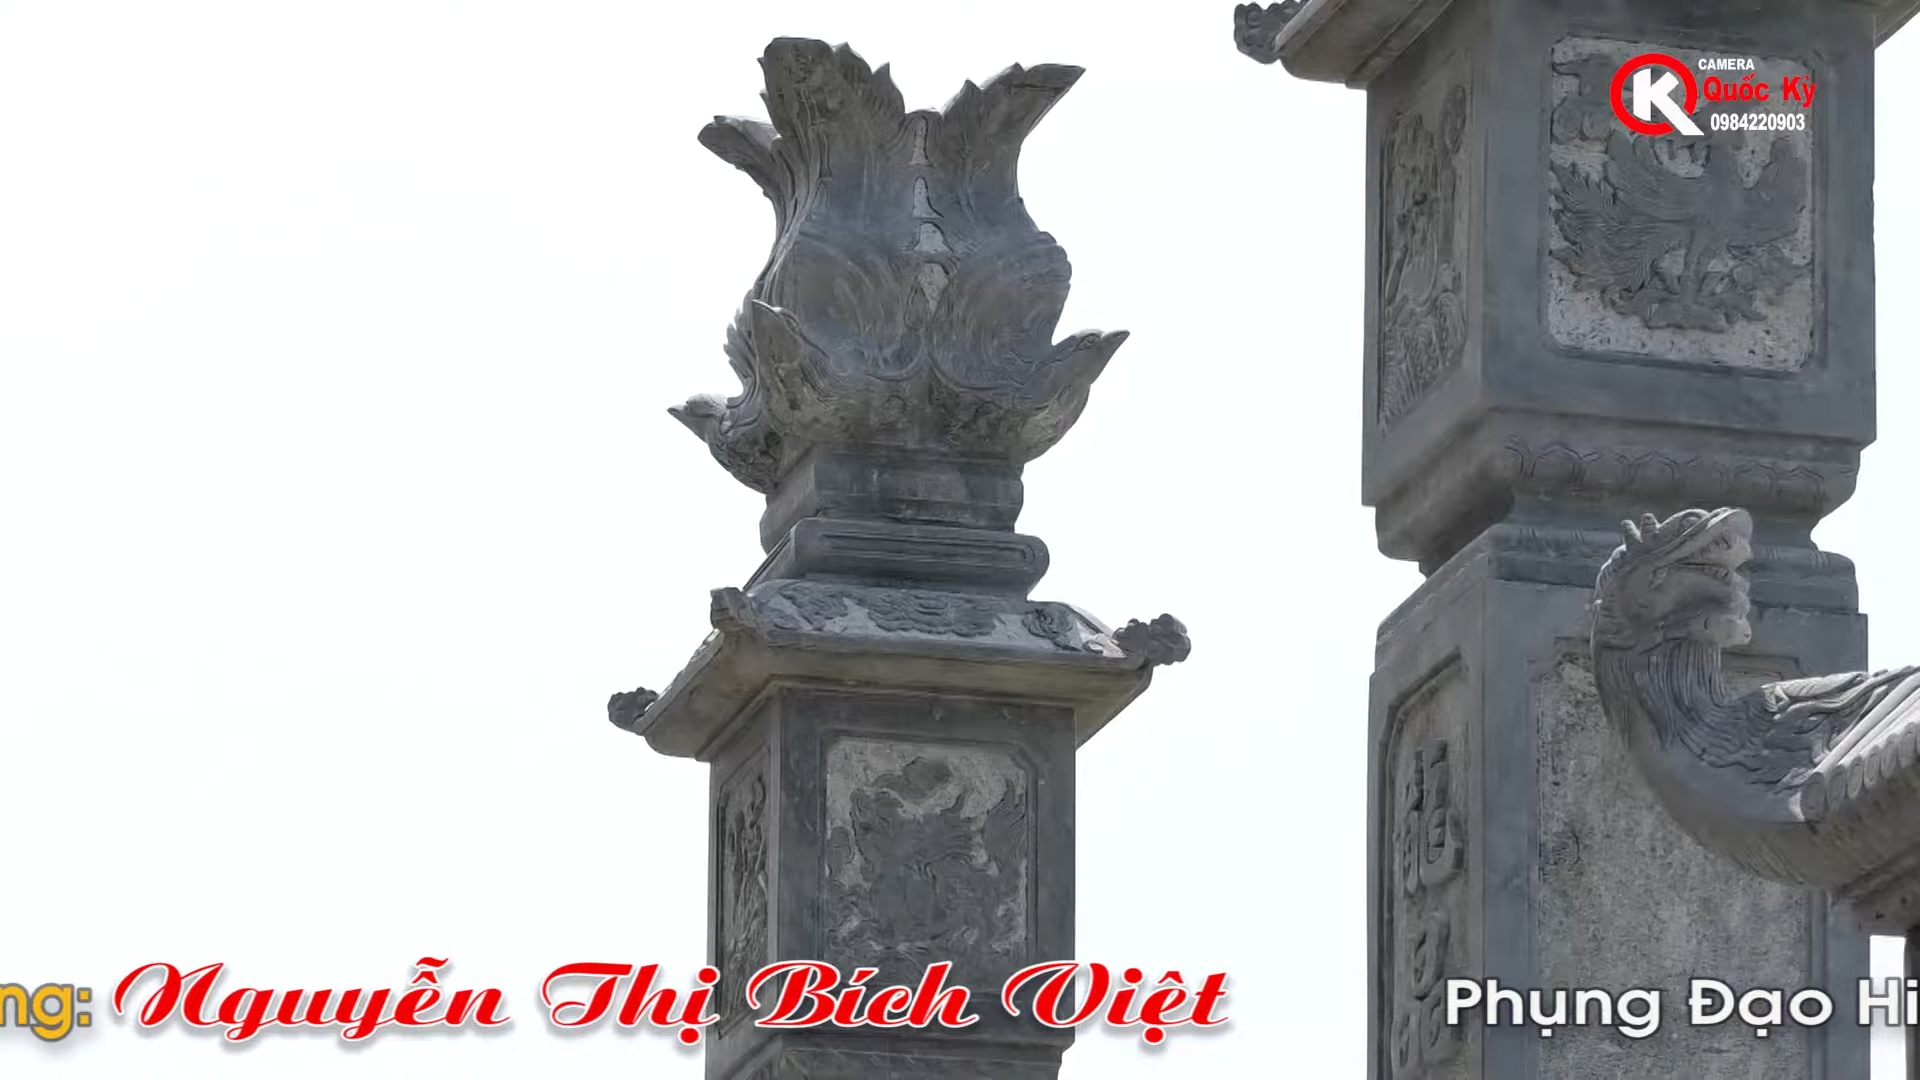 CAMERA
Quốc Kỳ
0984220903
ng: Nguyễn Thị Bích Việt
Phụng Đạo Hi